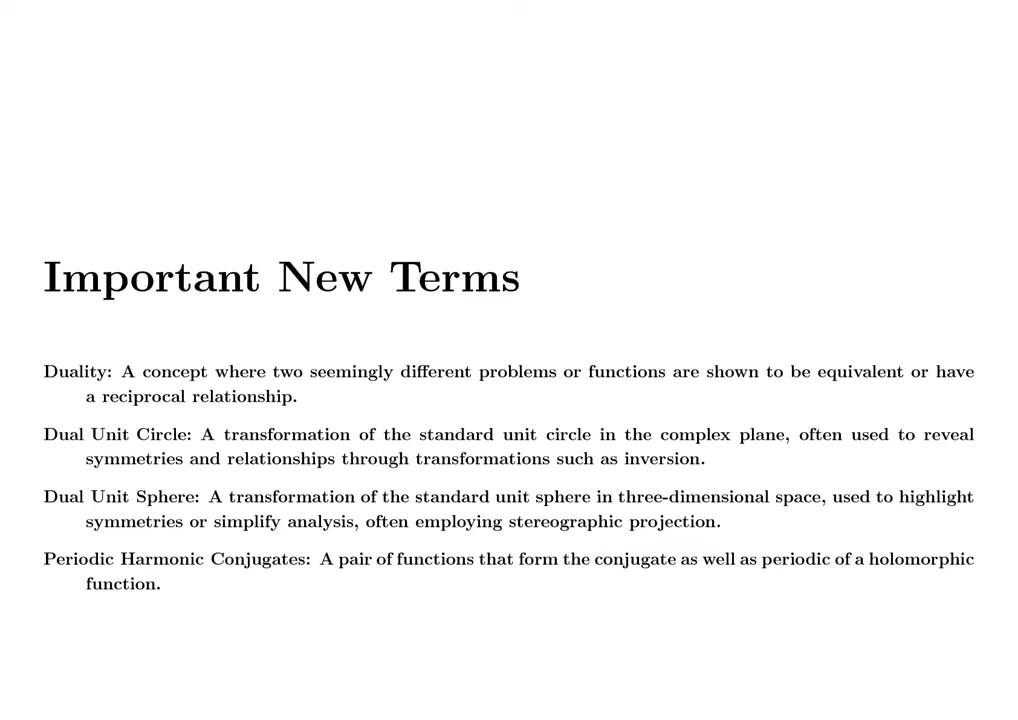 Important New Terms
Duality: A concept where two seemingly different problems or functions are shown to be equivalent or have
a reciprocal relationship.
Dual Unit Circle: A transformation of the standard unit circle in the complex plane, often used to reveal
symmetries and relationships through transformations such as inversion.
Dual Unit Sphere: A transformation of the standard unit sphere in three-dimensional space, used to highlight
symmetries or simplify analysis, often employing stereographic projection.
Periodic Harmonic Conjugates: A pair of functions that form the conjugate as well as periodic of a holomorphic
function.